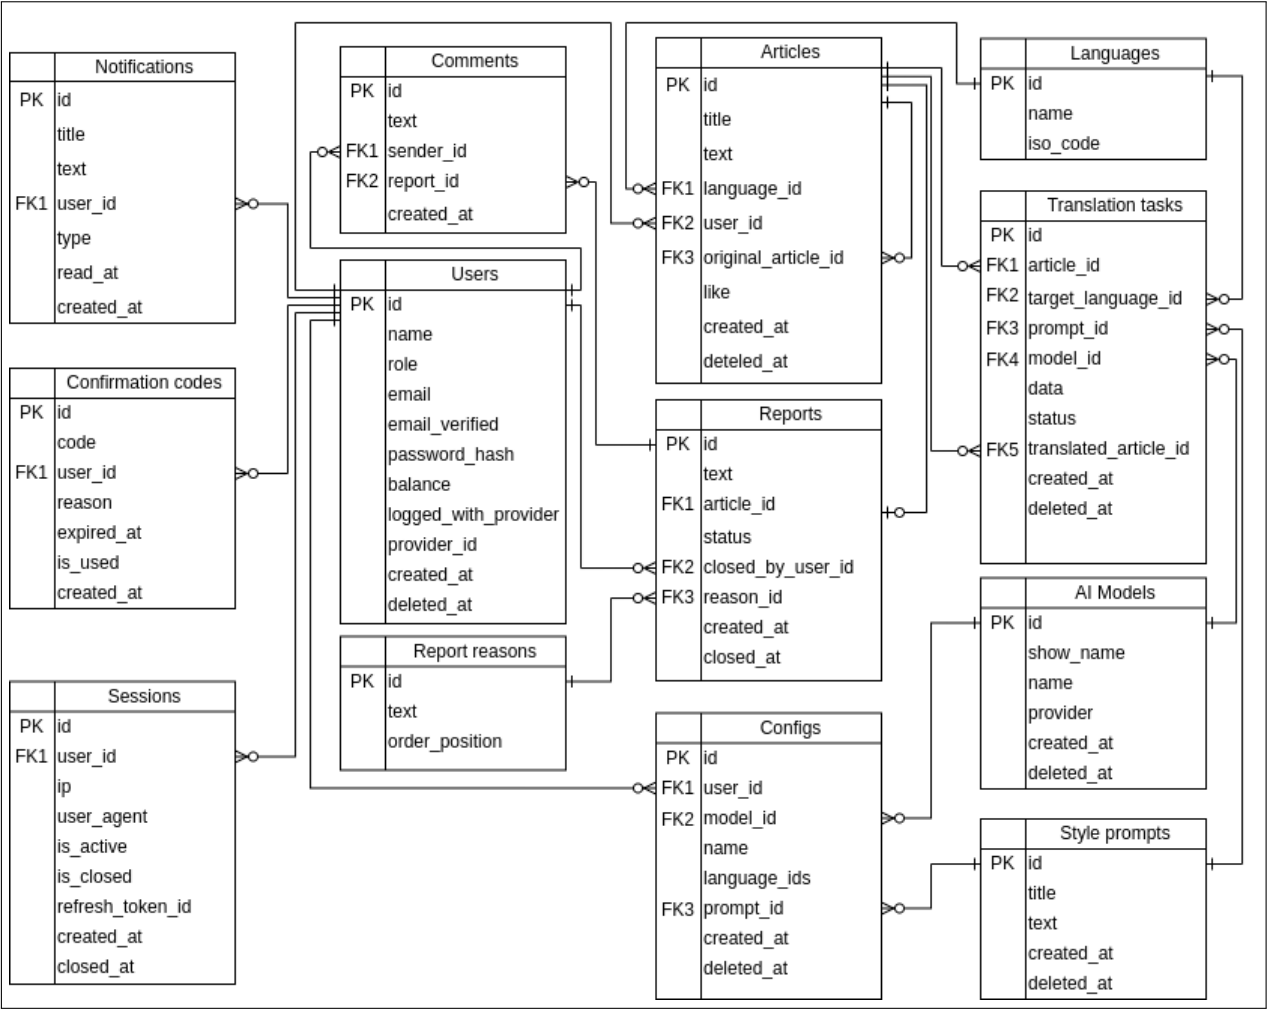 Notifications
PK id
title
text
FK1 user_id
type
read_at
created_at
Confirmation codes
PK id
code
FK1 user_id
reason
expired_at
is_used
created_at
Sessions
PK id
FK1 user_id
ip
user_agent
is_active
is_closed
refresh_token_id
created_at
closed_at
Comments
PK id
text
FK1 sender_id
FK2 report_id
created_at
Users
PK id
name
role
email
email_verified
password_hash
balance
logged_with_provider
provider_id
created_at
deleted_at
Report reasons
PK id
text
order_position
Articles
PK id
title
text
FK1 language_id
FK2 user_id
FK3 original_article_id
like
created_at
deteled_at
Reports
PK id
text
FK1 article_id
status
FK2 closed_by_user_id
FK3 reason_id
created_at
closed_at
Configs
PK id
FK1 user_id
FK2 model_id
name
language_ids
FK3 prompt_id
created_at
deleted_at
Languages
PK id
name
iso_code
Translation tasks
PK id
FK1 article_id
FK2 target_language_id
FK3 prompt_id
FK4 model_id
data
status
FK5 translated_article_id
created_at
deleted_at
AI Models
PK id
show_name
name
provider
created_at
deleted_at
Style prompts
PK id
title
text
created_at
deleted_at